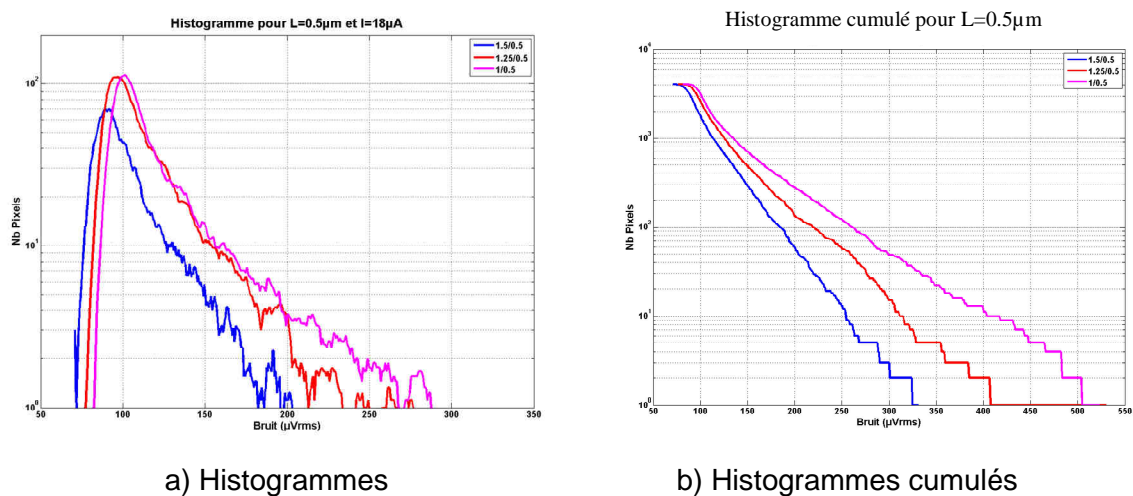 Histogramme pour L=0.5µm et I=18µA
1.5/0.5
1.25/0.5
1/0.5
Nb Pixels
10²
10¹
10⁰
50 100 150 200 250 300 350
Bruit (µVrms)
a) Histogrammes
Histogramme cumulé pour L=0.5µm
1.5/0.5
1.25/0.5
1/0.5
Nb Pixels
10⁴
10³
10²
10¹
10⁰
50 100 150 200 250 300 350 400 450 500 550
Bruit (µVrms)
b) Histogrammes cumulés